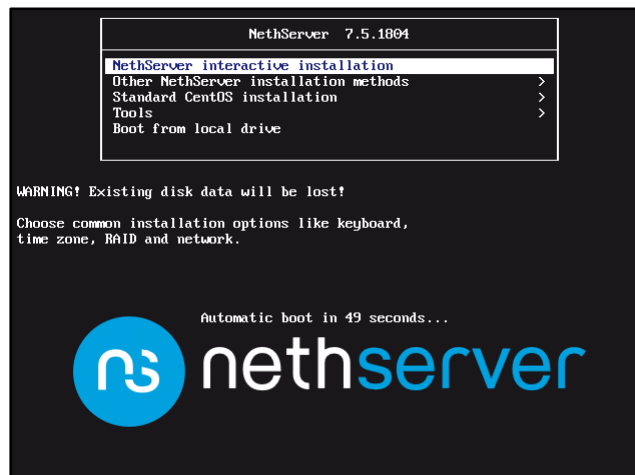 NethServer 7.5.1804
NethServer interactive installation
Other NethServer installation methods >
Standard CentOS installation >
Tools >
Boot from local drive
WARNING! Existing disk data will be lost!
Choose common installation options like keyboard,
time zone, RAID and network.
Automatic boot in 49 seconds...
ns nethserver